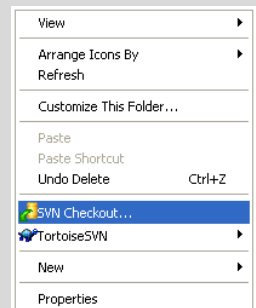 View
Arrange Icons By
Refresh
Customize This Folder...
Paste
Paste Shortcut
Undo Delete Ctrl+Z
SVN Checkout...
TortoiseSVN
New
Properties